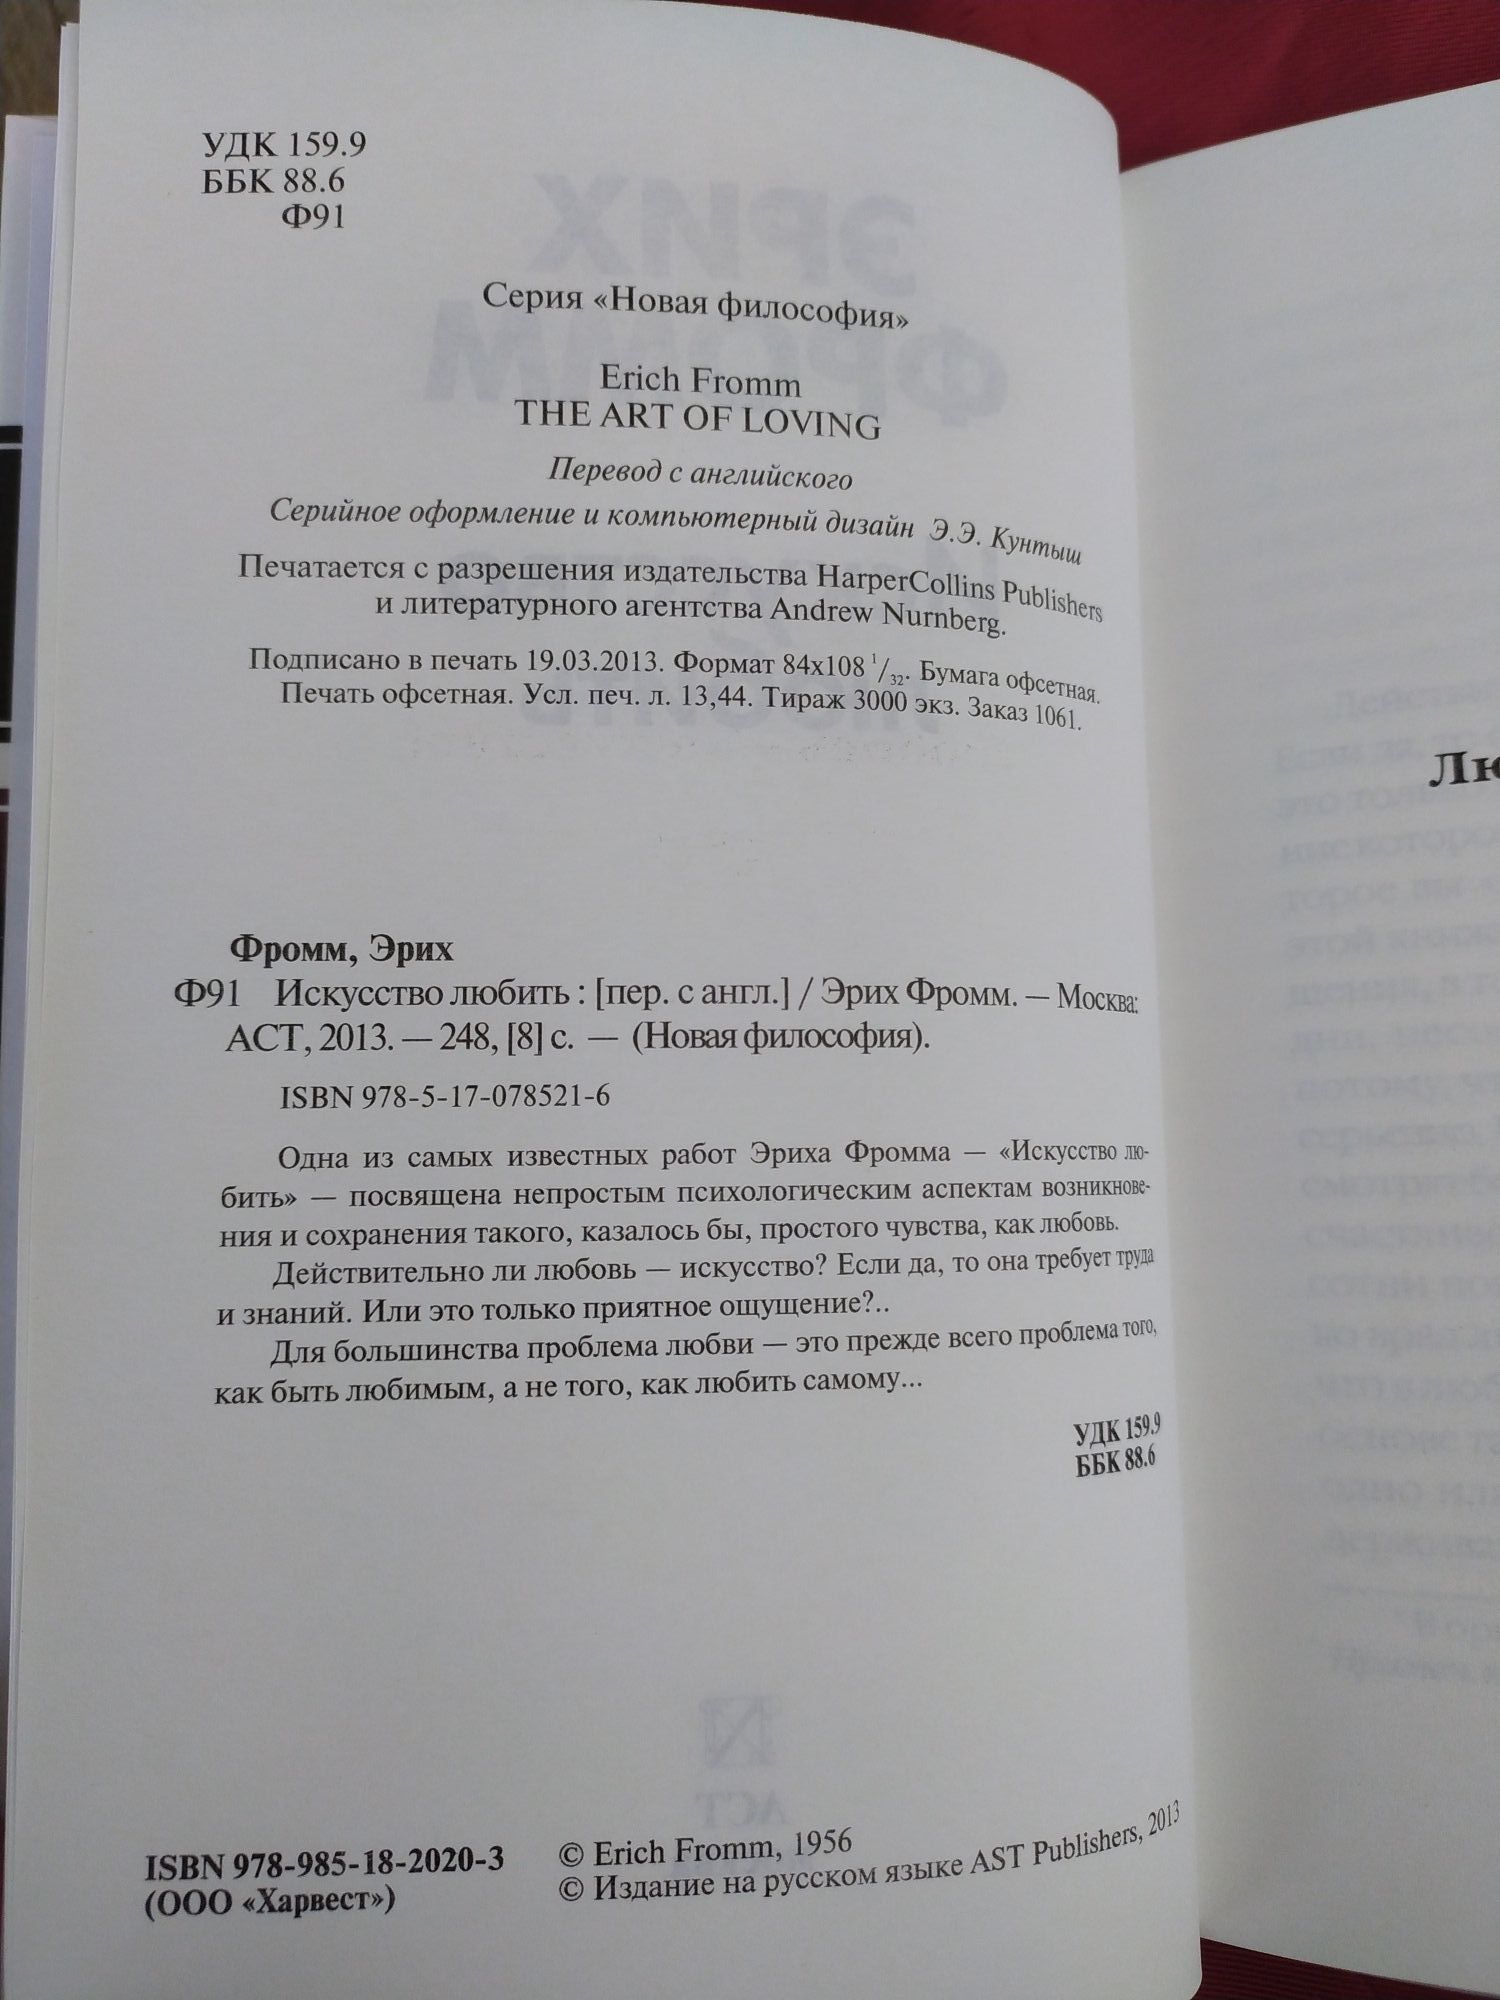 УДК 159.9
ББК 88.6
Ф91
Серия «Новая философия»
Erich Fromm
THE ART OF LOVING
Перевод с английского
Серийное оформление и компьютерный дизайн Э.Э. Кунтыш
Печатается с разрешения издательства HarperCollins Publishers
и литературного агентства Andrew Nurnberg.
Подписано в печать 19.03.2013. Формат 84х108 1/32. Бумага офсетная.
Печать офсетная. Усл. печ. л. 13,44. Тираж 3000 экз. Заказ 1061.
Фромм, Эрих
Ф91 Искусство любить : [пер. с англ.] / Эрих Фромм. — Москва:
АСТ, 2013. — 248, [8] с. — (Новая философия).
ISBN 978-5-17-078521-6
Одна из самых известных работ Эриха Фромма — «Искусство лю-
бить» — посвящена непростым психологическим аспектам возникнове-
ния и сохранения такого, казалось бы, простого чувства, как любовь.
Действительно ли любовь — искусство? Если да, то она требует труда
и знаний. Или это только приятное ощущение?..
Для большинства проблема любви — это прежде всего проблема того,
как быть любимым, а не того, как любить самому...
УДК 159.9
ББК 88.6
ISBN 978-985-18-2020-3
(ООО «Харвест»)
© Erich Fromm, 1956
© Издание на русском языке AST Publishers, 2013
Лю